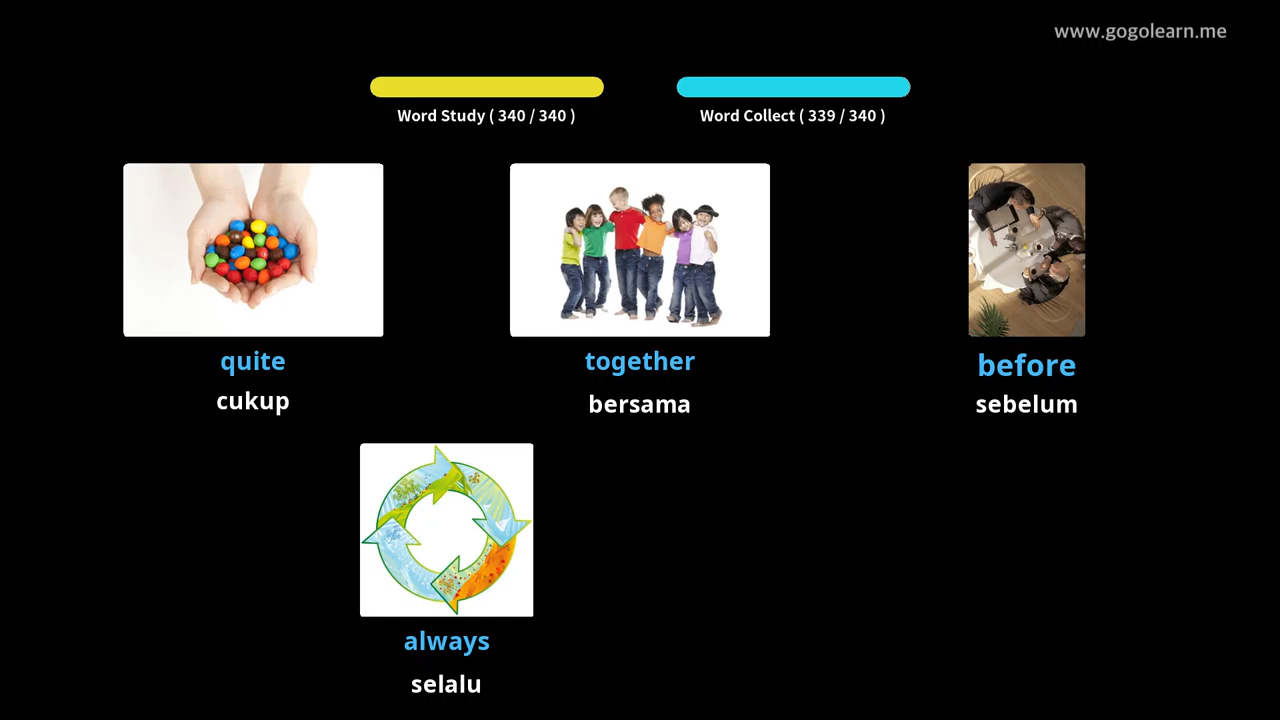 www.gogolearn.me
Word Study ( 340 / 340 )
Word Collect ( 339 / 340 )
quite
cukup
together
bersama
before
sebelum
always
selalu